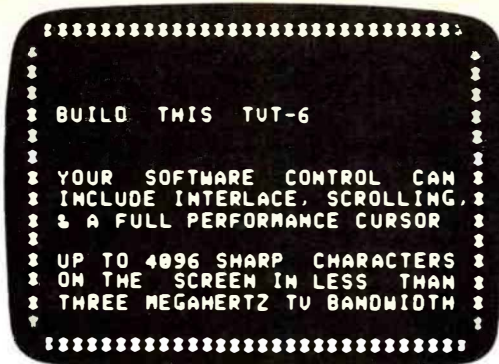 BUILD THIS TVT-6
YOUR SOFTWARE CONTROL CAN
INCLUDE INTERLACE, SCROLLING,
& A FULL PERFORMANCE CURSOR
UP TO 4096 SHARP CHARACTERS
ON THE SCREEN IN LESS THAN
THREE MEGAHERTZ TV BANDWIDTH